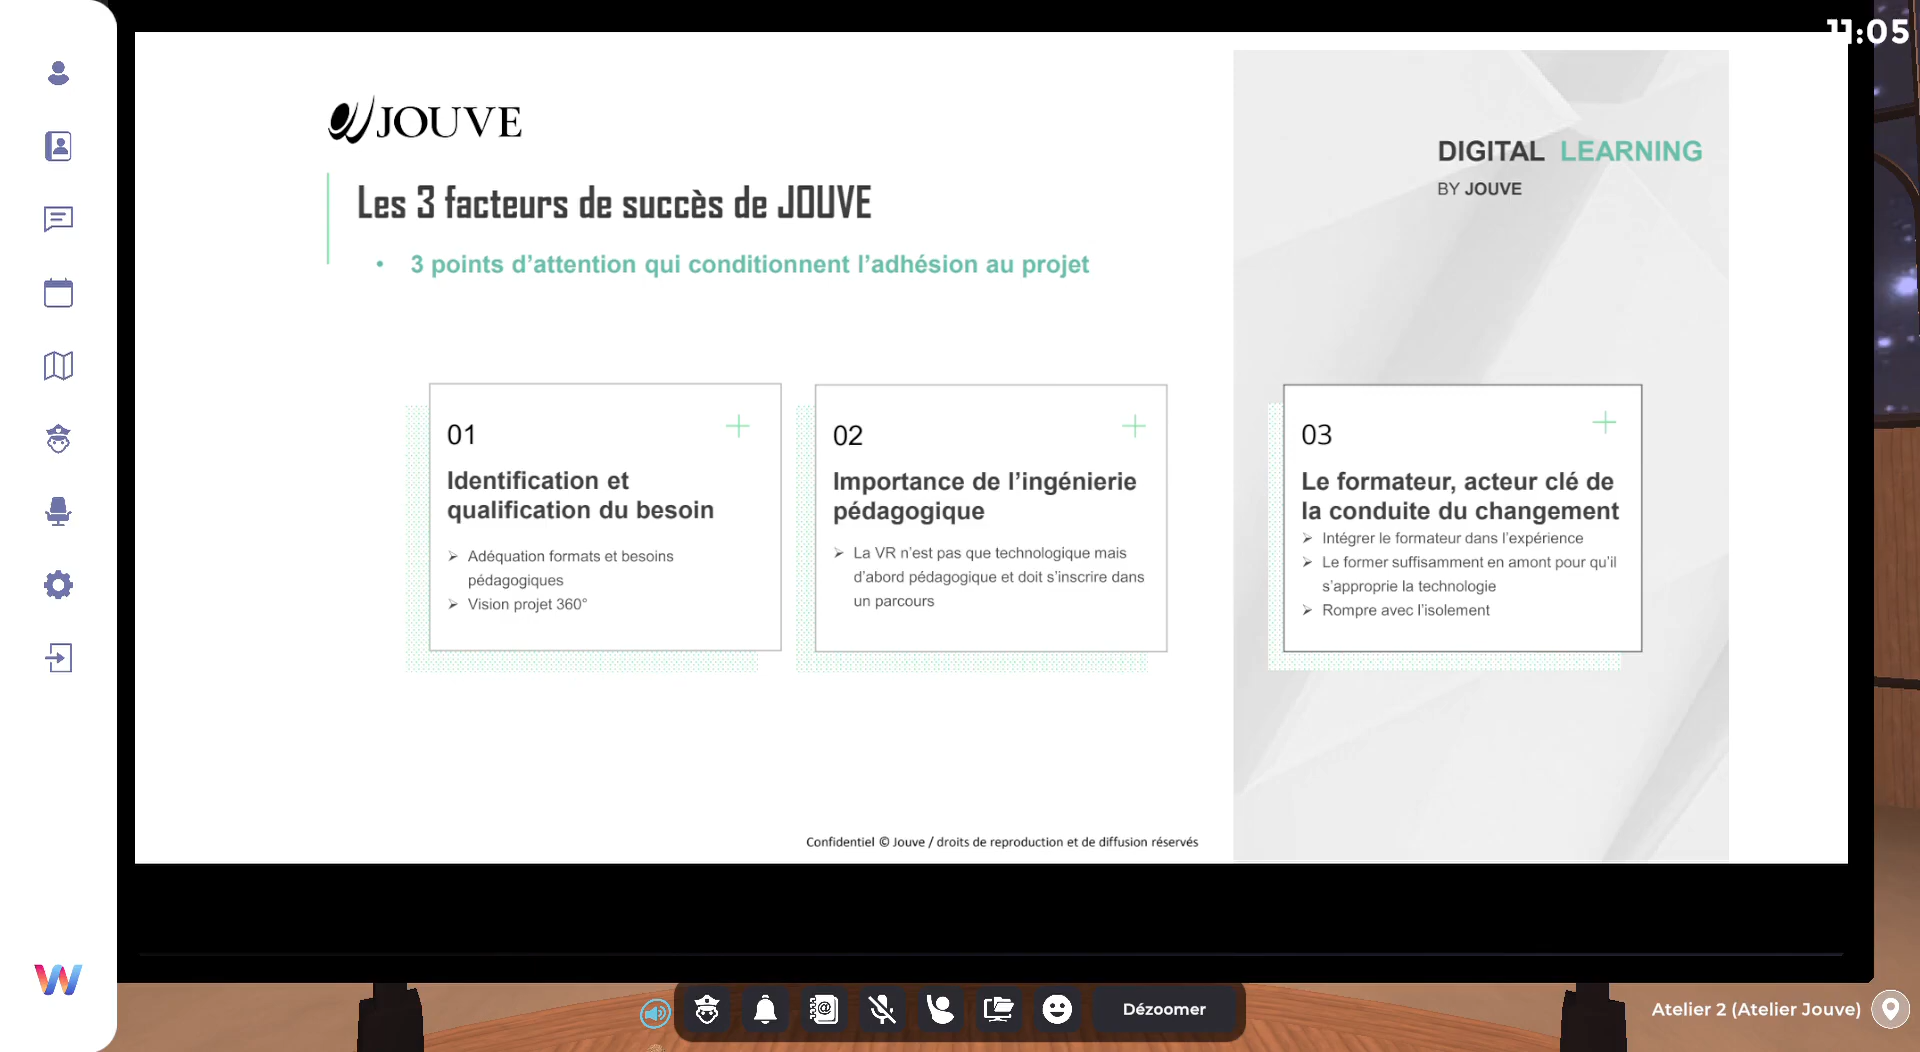 11:05
JOUVE
DIGITAL LEARNING
BY JOUVE
Les 3 facteurs de succès de JOUVE
• 3 points d’attention qui conditionnent l’adhésion au projet
01
Identification et
qualification du besoin
➢ Adéquation formats et besoins
pédagogiques
➢ Vision projet 360°
02
Importance de l’ingénierie
pédagogique
➢ La VR n’est pas que technologique mais
d’abord pédagogique et doit s’inscrire dans
un parcours
03
Le formateur, acteur clé de
la conduite du changement
➢ Intégrer le formateur dans l’expérience
➢ Le former suffisamment en amont pour qu’il
s’approprie la technologie
➢ Rompre avec l’isolement
Confidentiel © Jouve / droits de reproduction et de diffusion réservés
W
Dézoomer
Atelier 2 (Atelier Jouve)